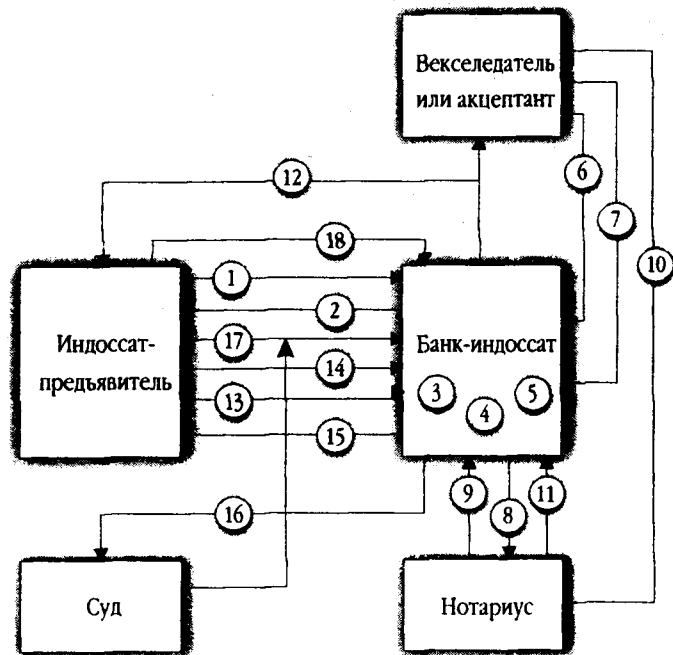 Векселедатель
или акцептант
6
12
7
18
10
1
2
Индоссат-
предъявитель
17
Банк-индоссат
14
3
5
13
4
15
9
11
16
8
Суд
Нотариус